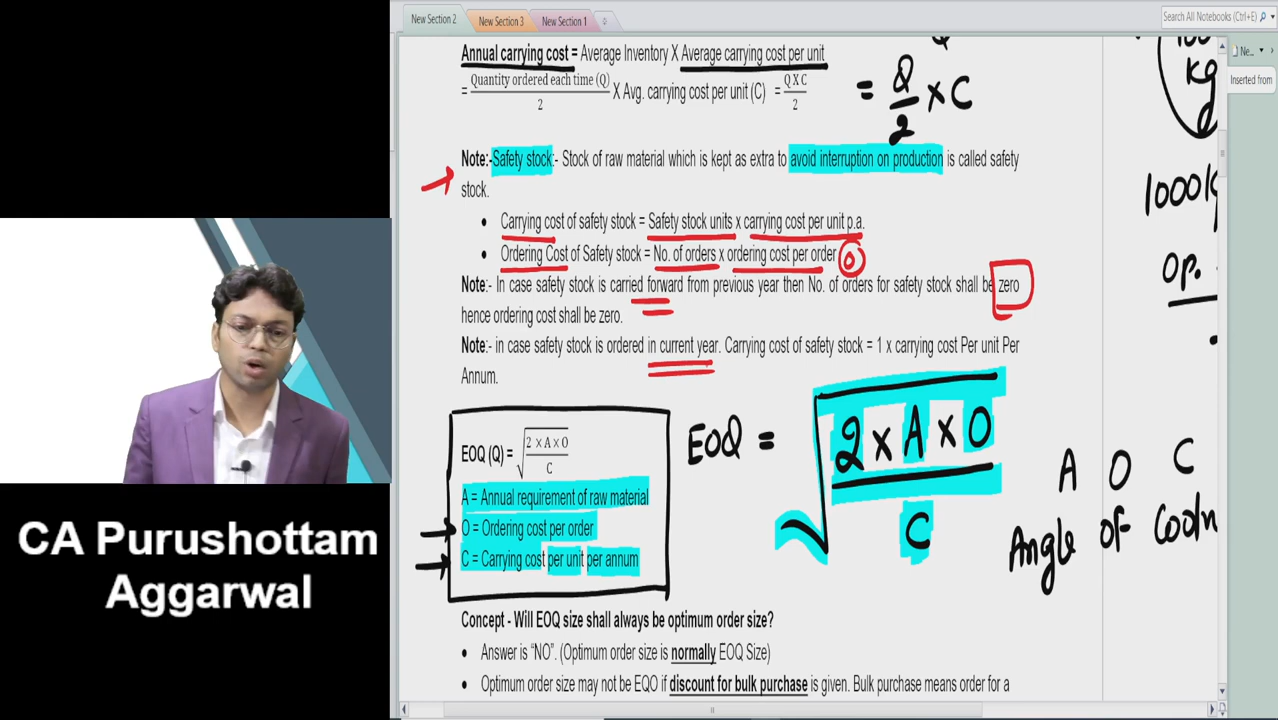 New Section 2
New Section 3
New Section 1
Search All Notebooks (Ctrl+E)
Annual carrying cost = Average Inventory X Average carrying cost per unit
= Quantity ordered each time (Q) / 2 X Avg. carrying cost per unit (C) = Q X C / 2
= Q / 2 × C
Note:-Safety stock:- Stock of raw material which is kept as extra to avoid interruption on production is called safety
stock.
• Carrying cost of safety stock = Safety stock units x carrying cost per unit p.a.
• Ordering Cost of Safety stock = No. of orders x ordering cost per order
Note:- In case safety stock is carried forward from previous year then No. of orders for safety stock shall be zero
hence ordering cost shall be zero.
Note:- in case safety stock is ordered in current year. Carrying cost of safety stock = 1 x carrying cost Per unit Per
Annum.
EOQ (Q) = √ 2 × A × O / C
A = Annual requirement of raw material
O = Ordering cost per order
C = Carrying cost per unit per annum
EOQ = √ 2 × A × O / C
A O C
Angle of
Concept - Will EOQ size shall always be optimum order size?
• Answer is “NO”. (Optimum order size is normally EOQ Size)
• Optimum order size may not be EQO if discount for bulk purchase is given. Bulk purchase means order for a
kg
1000
op.
Ne...
Inserted from
CA Purushottam
Aggarwal